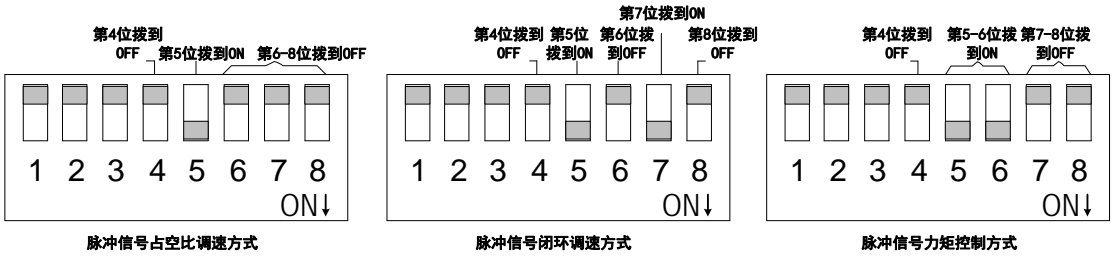 第4位拨到
OFF
第5位拨到ON
第6-8位拨到OFF
1 2 3 4 5 6 7 8
ON↓
脉冲信号占空比调速方式
第7位拨到ON
第4位拨到
OFF
第5位
拨到ON
第6位拨
到OFF
第8位拨到
OFF
1 2 3 4 5 6 7 8
ON↓
脉冲信号闭环调速方式
第4位拨到
OFF
第5-6位拨
到ON
第7-8位拨
到OFF
1 2 3 4 5 6 7 8
ON↓
脉冲信号力矩控制方式